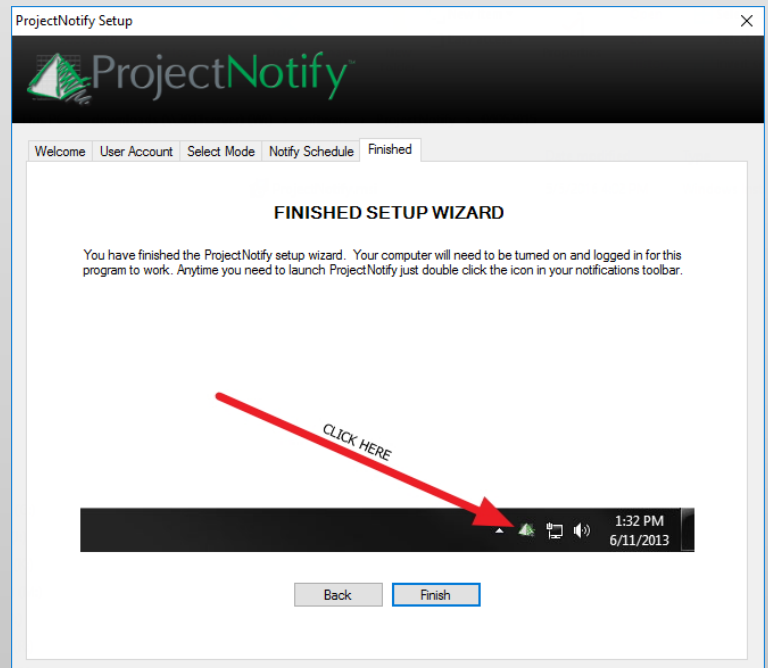 ProjectNotify Setup
ProjectNotify™
Welcome User Account Select Mode Notify Schedule Finished
FINISHED SETUP WIZARD
You have finished the ProjectNotify setup wizard. Your computer will need to be turned on and logged in for this
program to work. Anytime you need to launch ProjectNotify just double click the icon in your notifications toolbar.
CLICK HERE
1:32 PM
6/11/2013
Back Finish